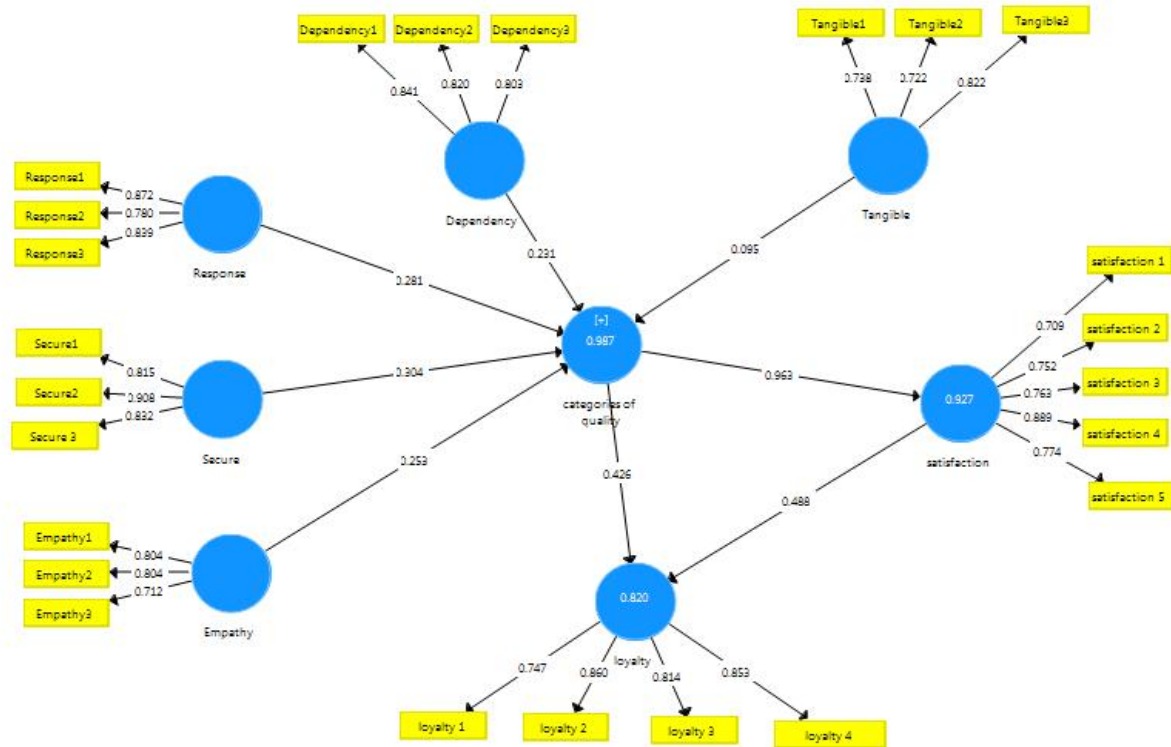 Dependency1
Dependency2
Dependency3
Tangible1
Tangible2
Tangible3
0.841
0.820
0.803
0.738
0.722
0.822
Response1
Response2
Response3
0.872
0.780
0.839
Response
Dependency
Tangible
0.281
0.231
0.095
Secure1
Secure2
Secure 3
0.815
0.908
0.832
Secure
0.304
[+]
0.987
categories of
quality
0.963
satisfaction 1
satisfaction 2
satisfaction 3
satisfaction 4
satisfaction 5
0.709
0.752
0.763
0.889
0.774
0.927
satisfaction
0.253
0.426
0.488
Empathy1
Empathy2
Empathy3
0.804
0.804
0.712
Empathy
0.820
loyalty
0.747
0.860
0.814
0.853
loyalty 1
loyalty 2
loyalty 3
loyalty 4